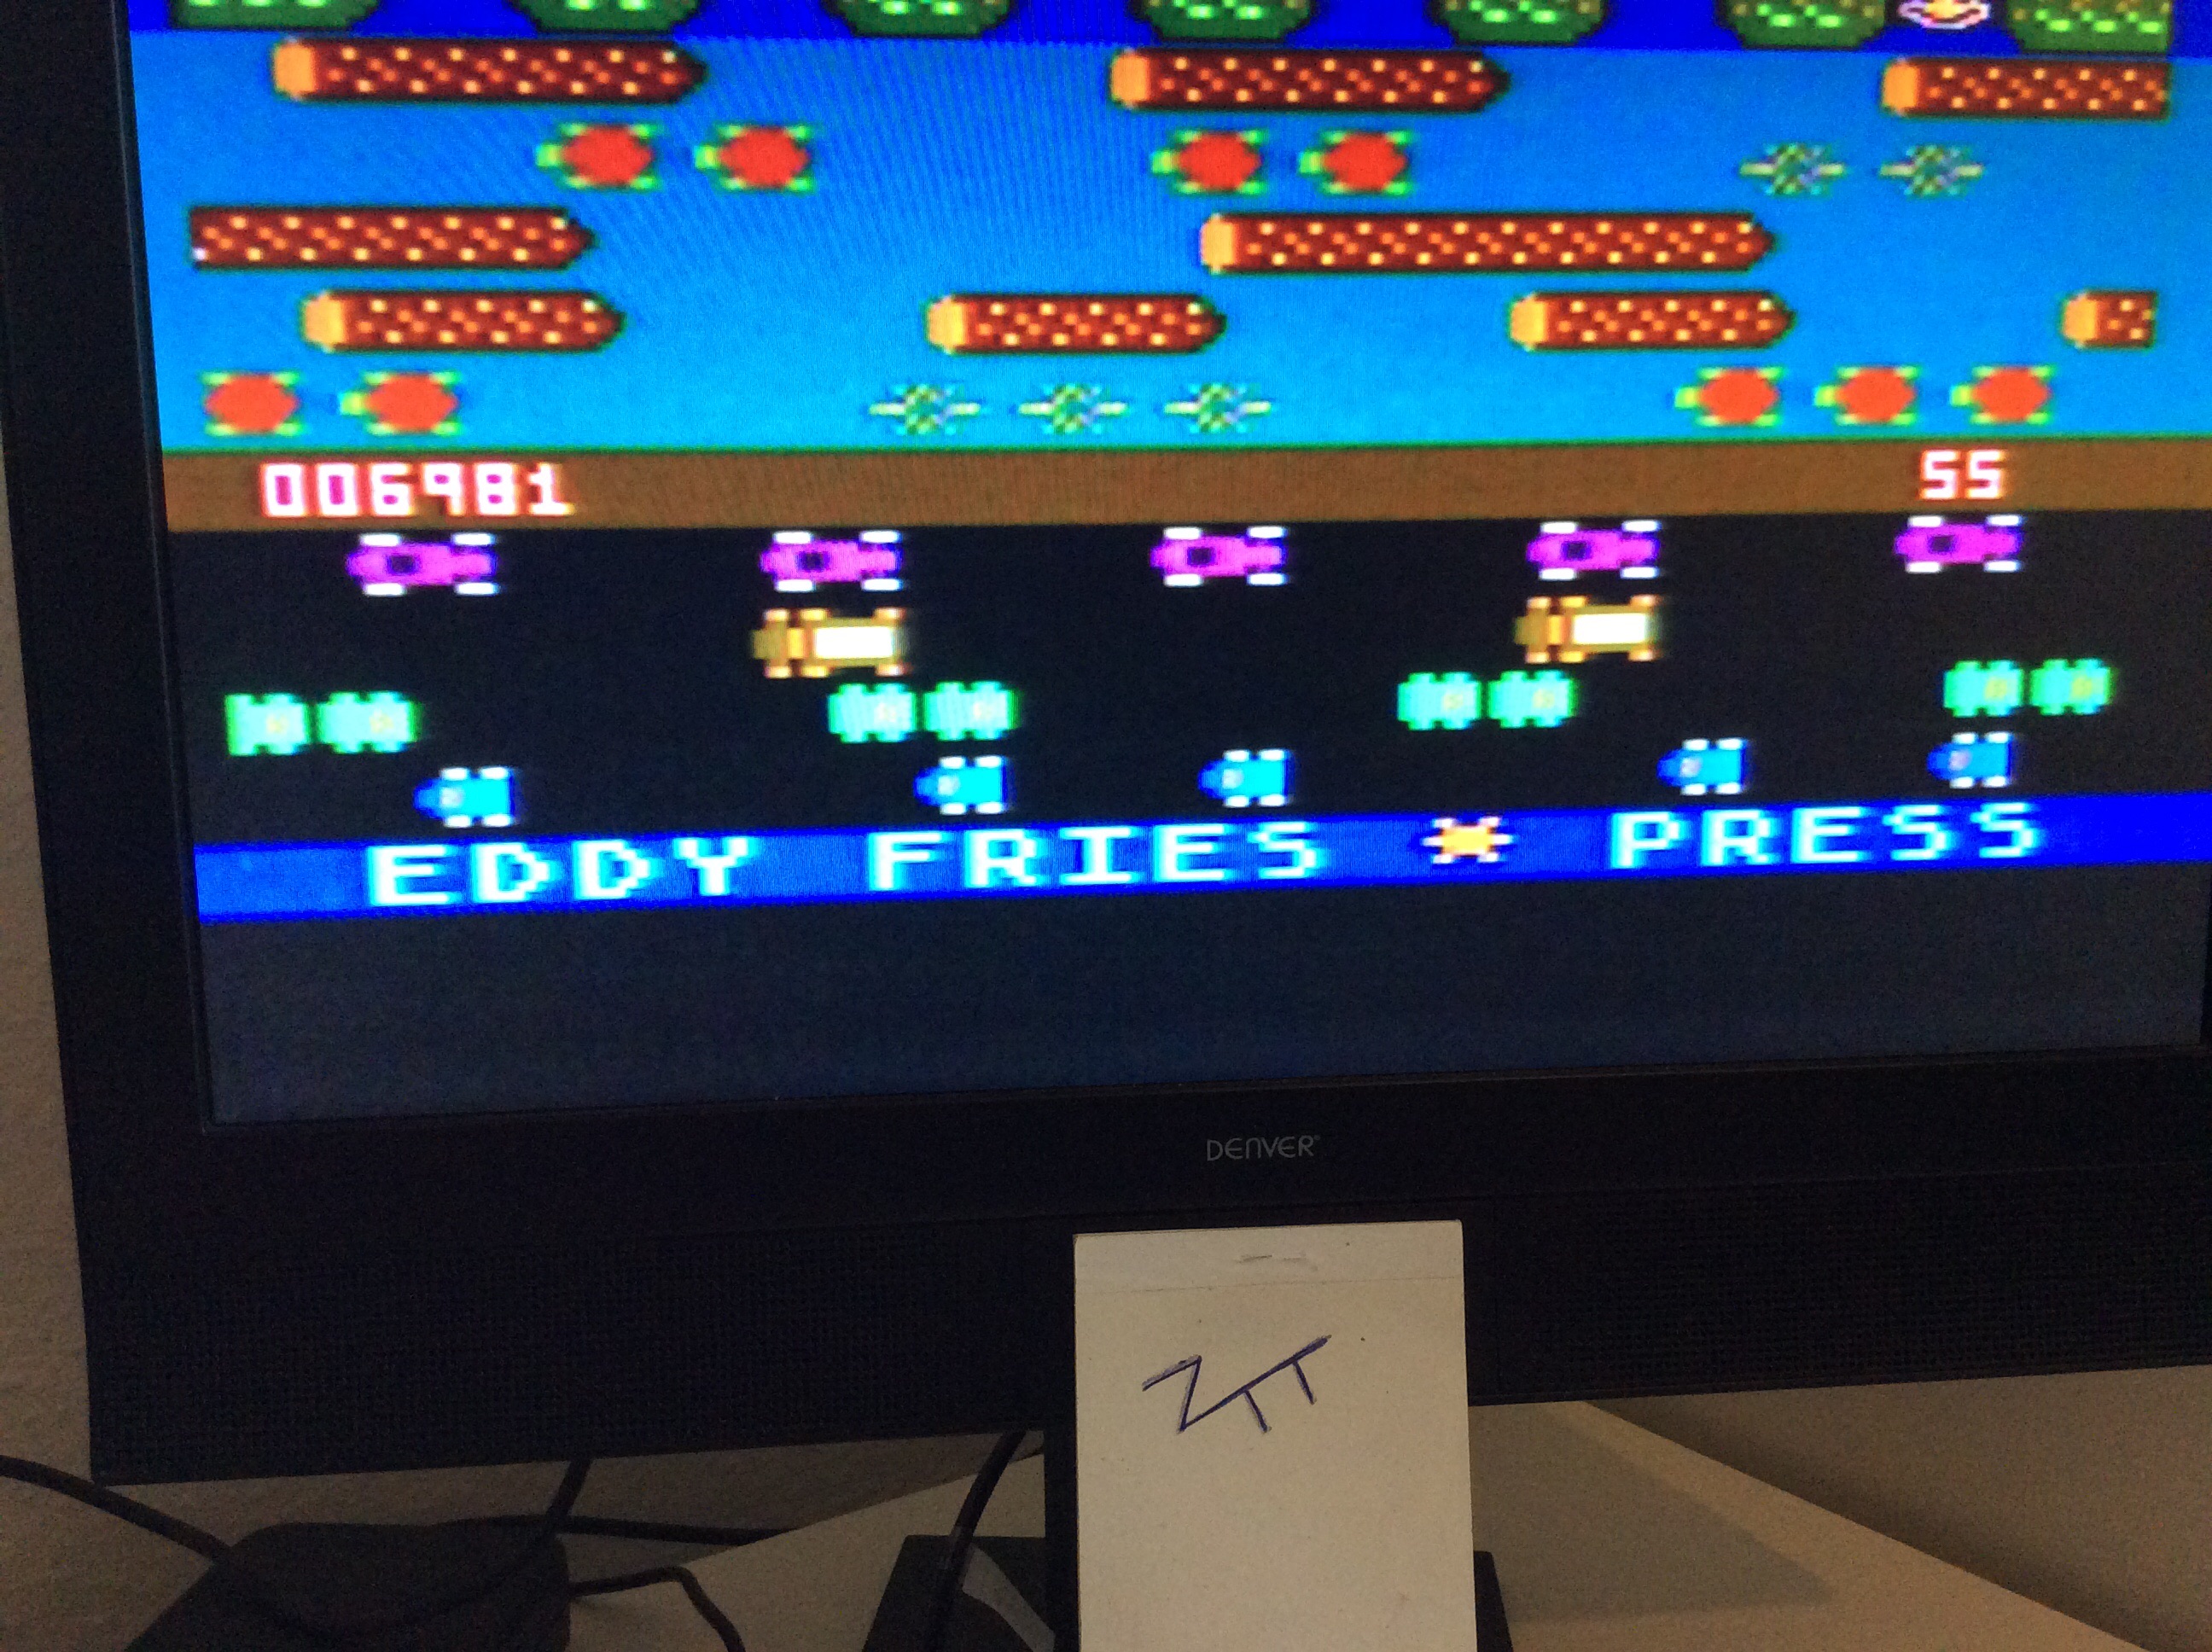 006981 55
EDDY FRIES PRESS
DENVER
ZTT